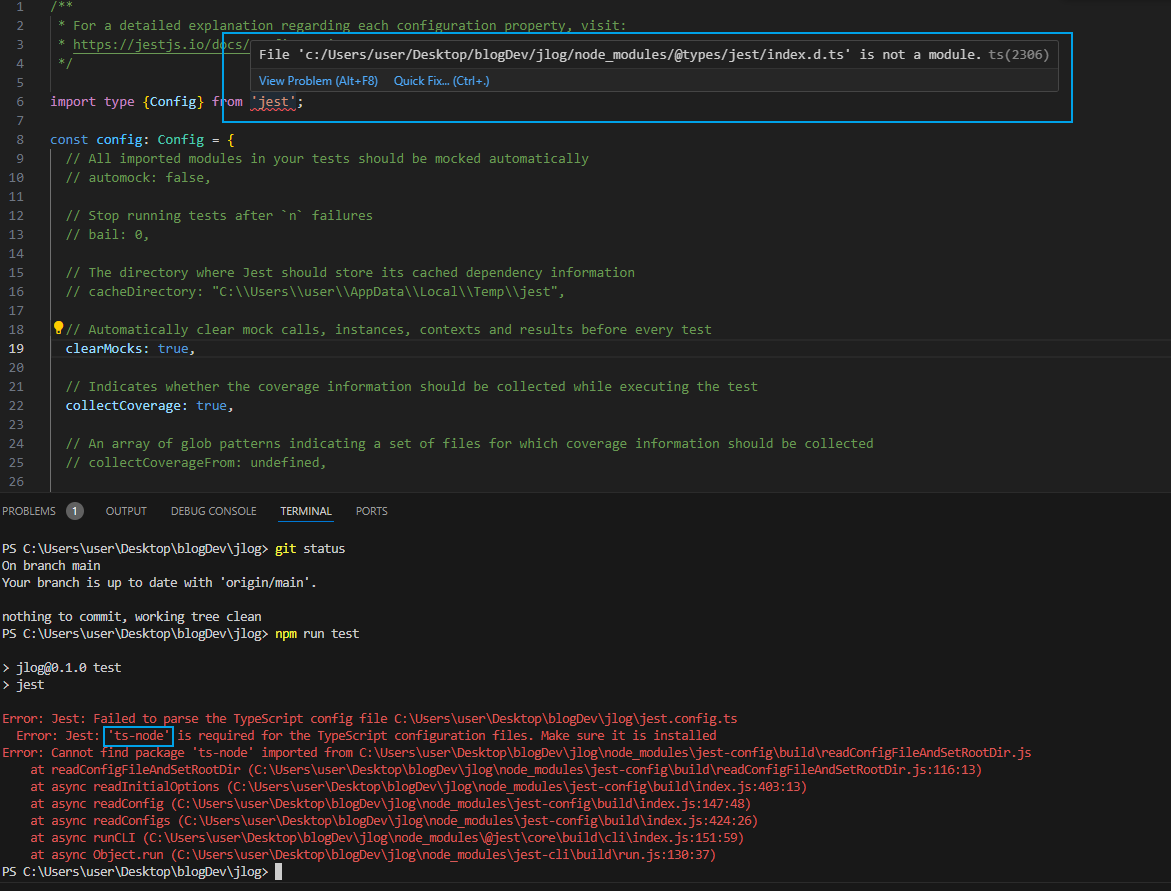 1 /**
2 * For a detailed explanation regarding each configuration property, visit:
3 * https://jestjs.io/docs/
File 'c:/Users/user/Desktop/blogDev/jlog/node_modules/@types/jest/index.d.ts' is not a module. ts(2306)
4 */
View Problem (Alt+F8) Quick Fix... (Ctrl+.)
5
6 import type {Config} from 'jest';
7
8 const config: Config = {
9 // All imported modules in your tests should be mocked automatically
10 // automock: false,
11
12 // Stop running tests after `n` failures
13 // bail: 0,
14
15 // The directory where Jest should store its cached dependency information
16 // cacheDirectory: "C:\\Users\\user\\AppData\\Local\\Temp\\jest",
17
18 // Automatically clear mock calls, instances, contexts and results before every test
19 clearMocks: true,
20
21 // Indicates whether the coverage information should be collected while executing the test
22 collectCoverage: true,
23
24 // An array of glob patterns indicating a set of files for which coverage information should be collected
25 // collectCoverageFrom: undefined,
26
PROBLEMS 1 OUTPUT DEBUG CONSOLE TERMINAL PORTS
PS C:\Users\user\Desktop\blogDev\jlog> git status
On branch main
Your branch is up to date with 'origin/main'.
nothing to commit, working tree clean
PS C:\Users\user\Desktop\blogDev\jlog> npm run test
> jlog@0.1.0 test
> jest
Error: Jest: Failed to parse the TypeScript config file C:\Users\user\Desktop\blogDev\jlog\jest.config.ts
Error: Jest: 'ts-node' is required for the TypeScript configuration files. Make sure it is installed
Error: Cannot find package 'ts-node' imported from C:\Users\user\Desktop\blogDev\jlog\node_modules\jest-config\build\readConfigFileAndSetRootDir.js
at readConfigFileAndSetRootDir (C:\Users\user\Desktop\blogDev\jlog\node_modules\jest-config\build\readConfigFileAndSetRootDir.js:116:13)
at async readInitialOptions (C:\Users\user\Desktop\blogDev\jlog\node_modules\jest-config\build\index.js:403:13)
at async readConfig (C:\Users\user\Desktop\blogDev\jlog\node_modules\jest-config\build\index.js:147:48)
at async readConfigs (C:\Users\user\Desktop\blogDev\jlog\node_modules\jest-config\build\index.js:424:26)
at async runCLI (C:\Users\user\Desktop\blogDev\jlog\node_modules\@jest\core\build\cli\index.js:151:59)
at async Object.run (C:\Users\user\Desktop\blogDev\jlog\node_modules\jest-cli\build\run.js:130:37)
PS C:\Users\user\Desktop\blogDev\jlog>